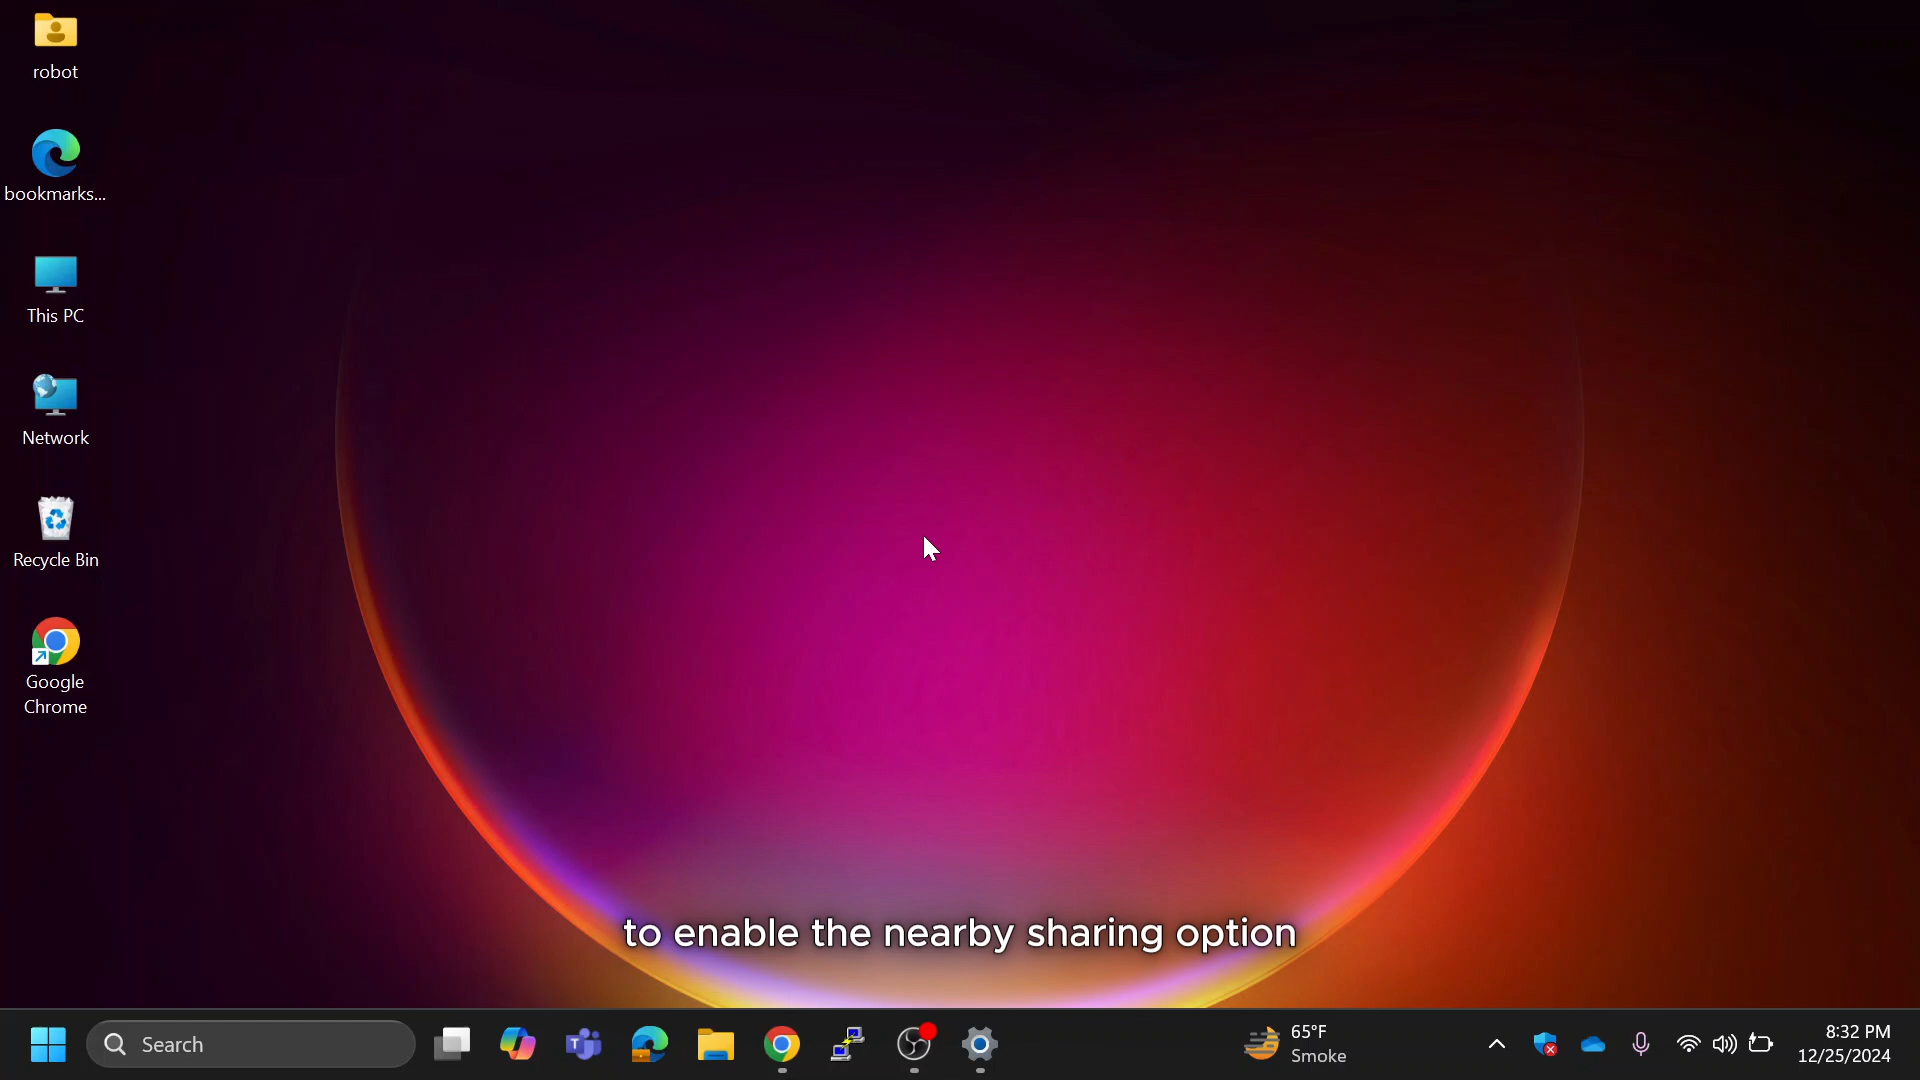 robot
bookmarks...
This PC
Network
Recycle Bin
Google
Chrome
to enable the nearby sharing option
Search
65°F
Smoke
8:32 PM
12/25/2024